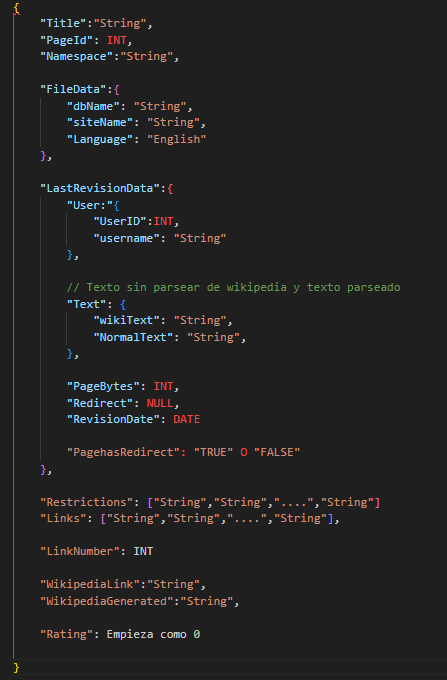 {
"Title":"String",
"PageId": INT,
"Namespace":"String",
"FileData":{
"dbName": "String",
"siteName": "String",
"Language": "English"
},
"LastRevisionData":{
"User:"{
"UserID":INT,
"username": "String"
},
// Texto sin parsear de wikipedia y texto parseado
"Text": {
"wikiText": "String",
"NormalText": "String",
},
"PageBytes": INT,
"Redirect": NULL,
"RevisionDate": DATE
"PagehasRedirect": "TRUE" O "FALSE"
},
"Restrictions": ["String","String","....","String"]
"Links": ["String","String","....","String"],
"LinkNumber": INT
"WikipediaLink":"String",
"WikipediaGenerated":"String",
"Rating": Empieza como 0
}